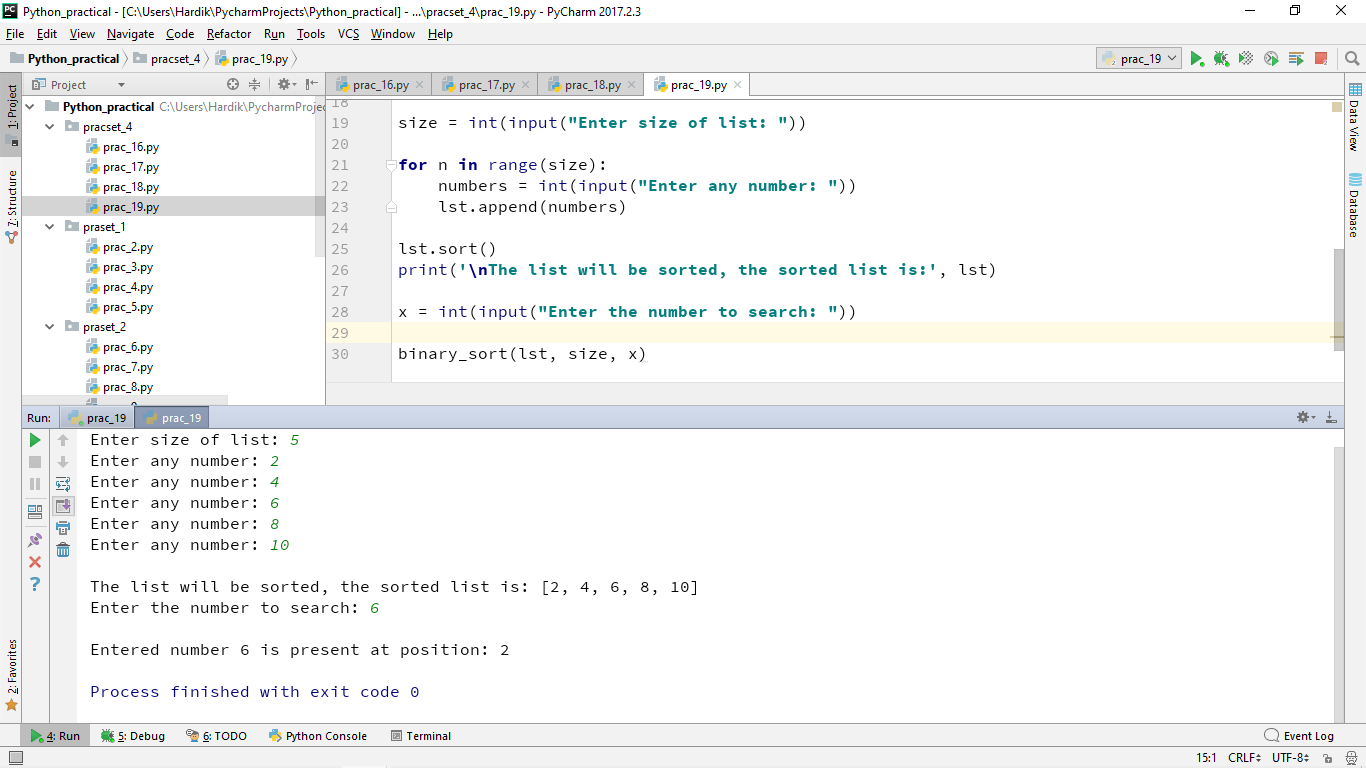 Python_practical - [C:\Users\Hardik\PycharmProjects\Python_practical] - ...\pracset_4\prac_19.py - PyCharm 2017.2.3
File Edit View Navigate Code Refactor Run Tools VCS Window Help
Python_practical pracset_4 prac_19.py prac_19
1: Project
7: Structure
2: Favorites
Project
Python_practical C:\Users\Hardik\PycharmProjec
pracset_4
prac_16.py
prac_17.py
prac_18.py
prac_19.py
praset_1
prac_2.py
prac_3.py
prac_4.py
prac_5.py
praset_2
prac_6.py
prac_7.py
prac_8.py
prac_16.py prac_17.py prac_18.py prac_19.py
18
19 size = int(input("Enter size of list: "))
20
21 for n in range(size):
22 numbers = int(input("Enter any number: "))
23 lst.append(numbers)
24
25 lst.sort()
26 print('\nThe list will be sorted, the sorted list is:', lst)
27
28 x = int(input("Enter the number to search: "))
29
30 binary_sort(lst, size, x)
Data View
Database
Run: prac_19 prac_19
Enter size of list: 5
Enter any number: 2
Enter any number: 4
Enter any number: 6
Enter any number: 8
Enter any number: 10
The list will be sorted, the sorted list is: [2, 4, 6, 8, 10]
Enter the number to search: 6
Entered number 6 is present at position: 2
Process finished with exit code 0
4: Run 5: Debug 6: TODO Python Console Terminal Event Log
15:1 CRLF UTF-8